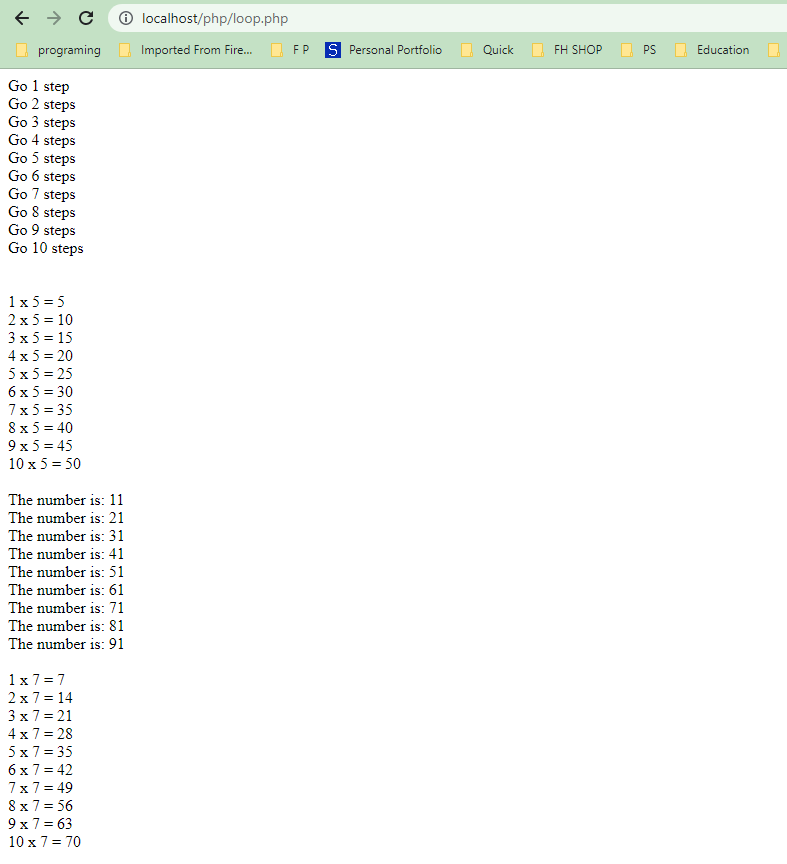 localhost/php/loop.php
programing Imported From Fire... F P S Personal Portfolio Quick FH SHOP PS Education
Go 1 step
Go 2 steps
Go 3 steps
Go 4 steps
Go 5 steps
Go 6 steps
Go 7 steps
Go 8 steps
Go 9 steps
Go 10 steps
1 x 5 = 5
2 x 5 = 10
3 x 5 = 15
4 x 5 = 20
5 x 5 = 25
6 x 5 = 30
7 x 5 = 35
8 x 5 = 40
9 x 5 = 45
10 x 5 = 50
The number is: 11
The number is: 21
The number is: 31
The number is: 41
The number is: 51
The number is: 61
The number is: 71
The number is: 81
The number is: 91
1 x 7 = 7
2 x 7 = 14
3 x 7 = 21
4 x 7 = 28
5 x 7 = 35
6 x 7 = 42
7 x 7 = 49
8 x 7 = 56
9 x 7 = 63
10 x 7 = 70